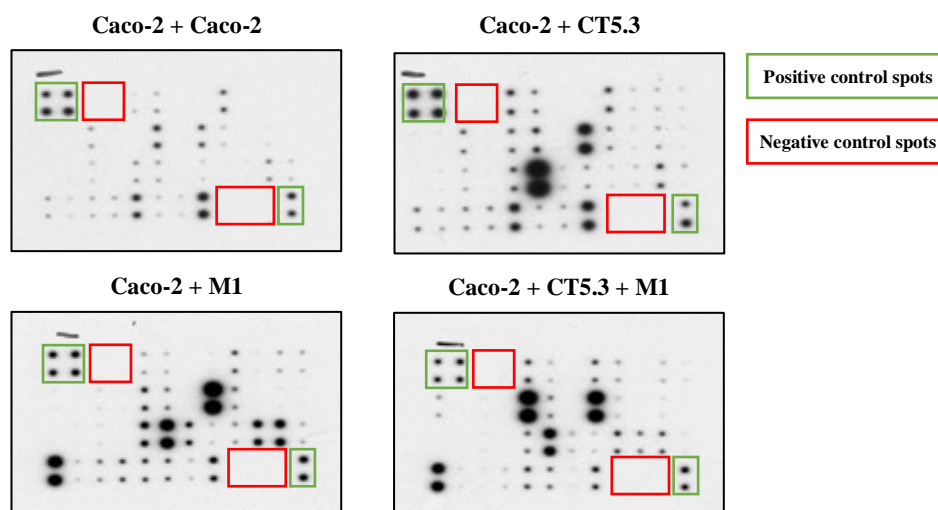 Caco-2 + Caco-2
Caco-2 + CT5.3
Positive control spots
Negative control spots
Caco-2 + M1
Caco-2 + CT5.3 + M1